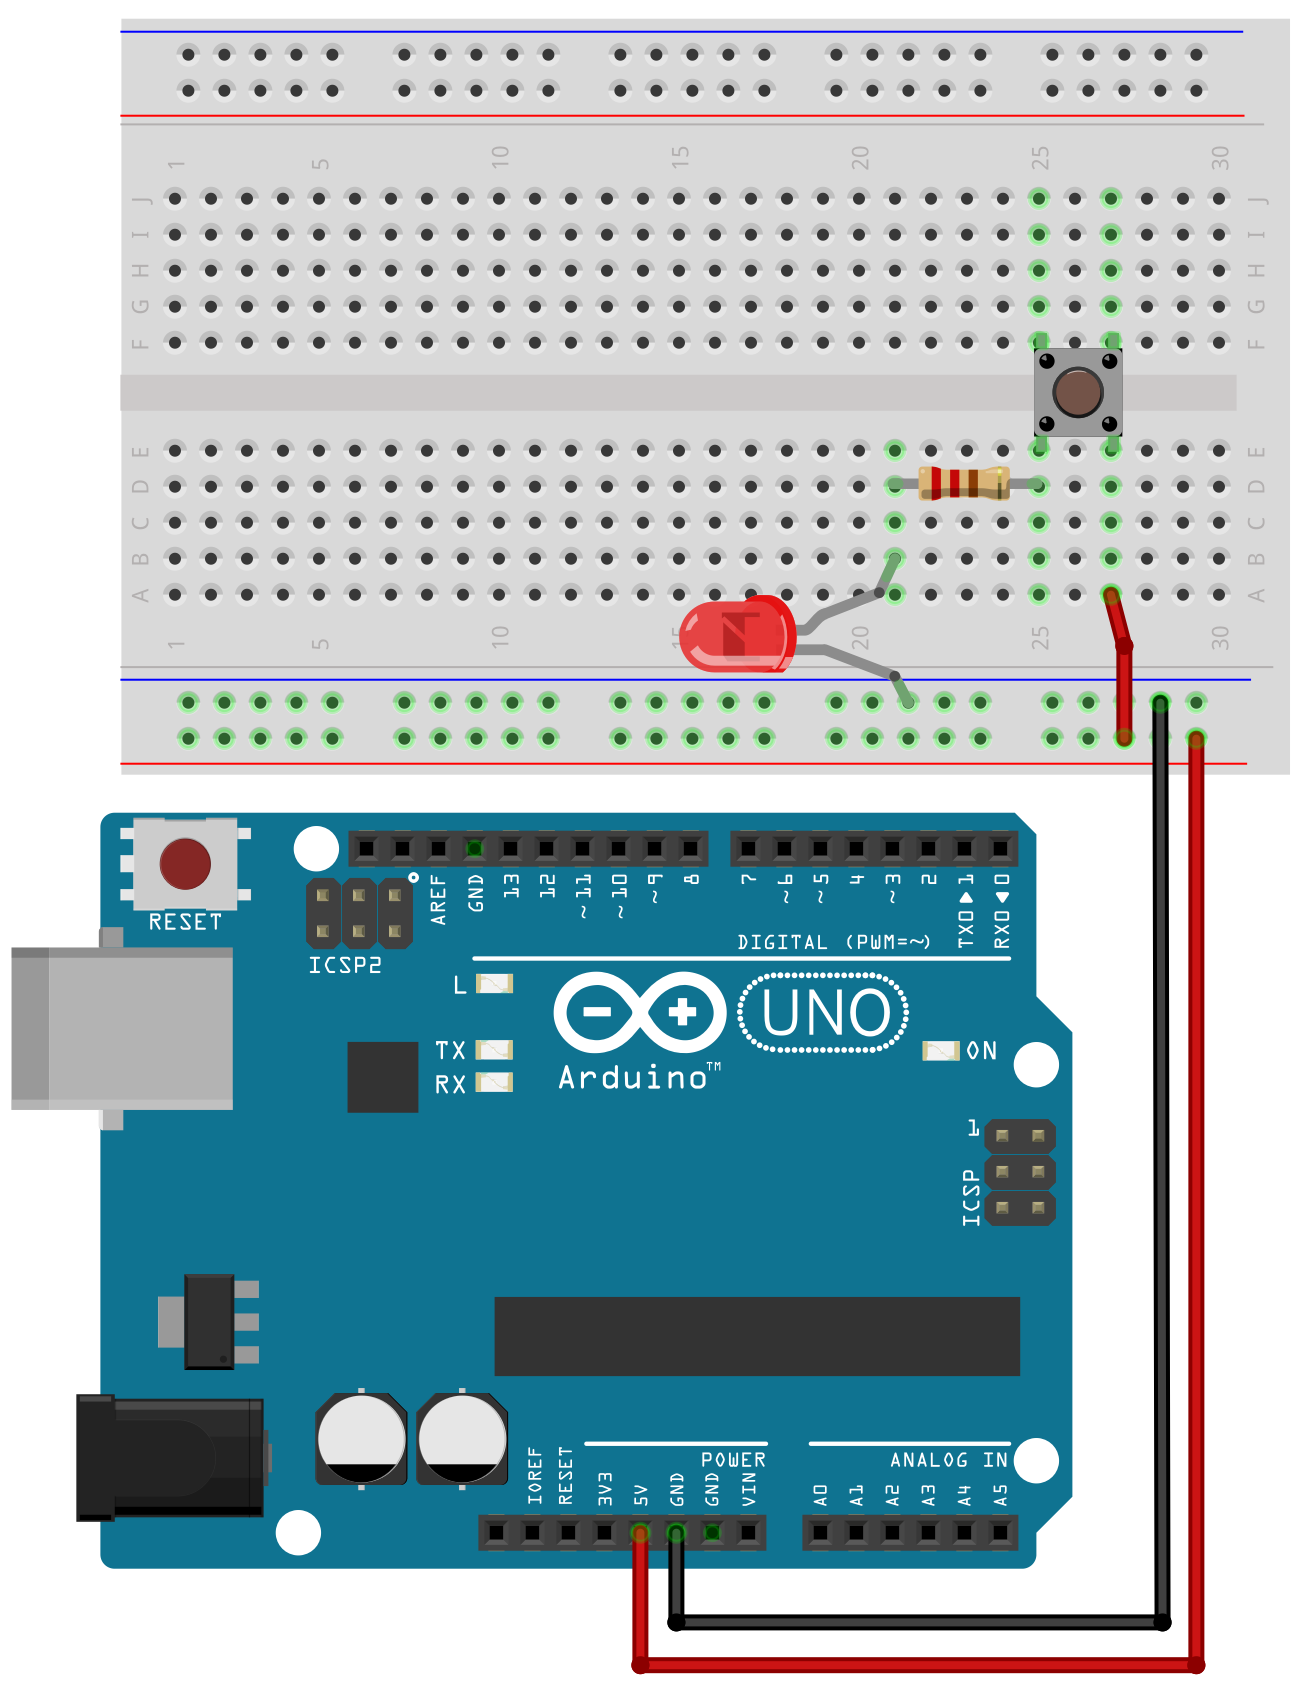 1 5 10 15 20 25 30
J J
I I
H H
G G
F F
E E
D D
C C
B B
A A
1 5 10 15 20 25 30
RESET
ICSP2
AREF
GND
13
12
~11
~10
~9
8
7
~6
~5
4
~3
2
TX0▶1
RX0◀0
DIGITAL (PWM=~)
L
TX
RX
UNO
Arduino™
ON
1
ICSP
POWER
ANALOG IN
IOREF
RESET
3V3
5V
GND
GND
VIN
A0
A1
A2
A3
A4
A5